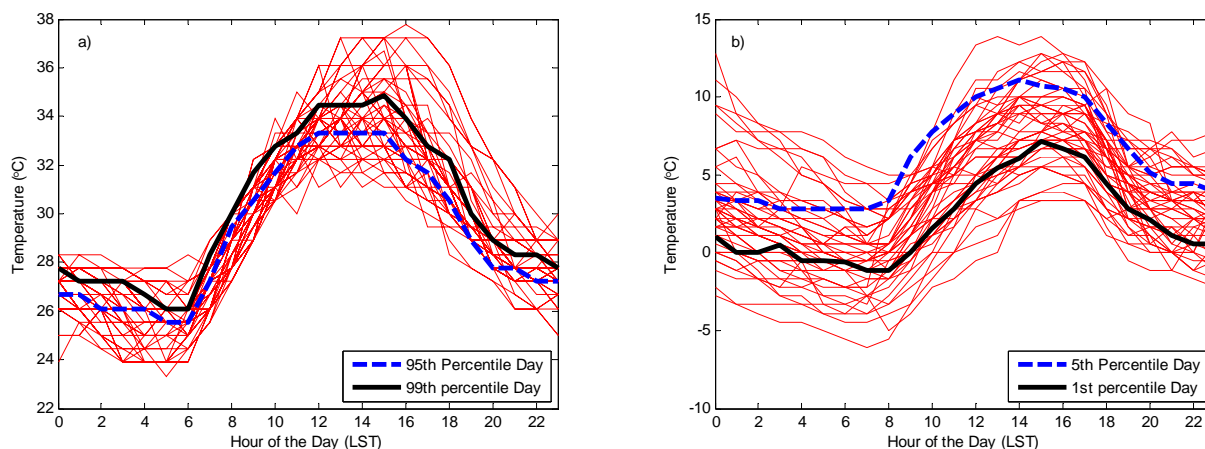 a)
Temperature (°C)
38
36
34
32
30
28
26
24
22
0 2 4 6 8 10 12 14 16 18 20 22
Hour of the Day (LST)
95th Percentile Day
99th percentile Day
b)
Temperature (°C)
15
10
5
0
-5
-10
0 2 4 6 8 10 12 14 16 18 20 22
Hour of the Day (LST)
5th Percentile Day
1st percentile Day